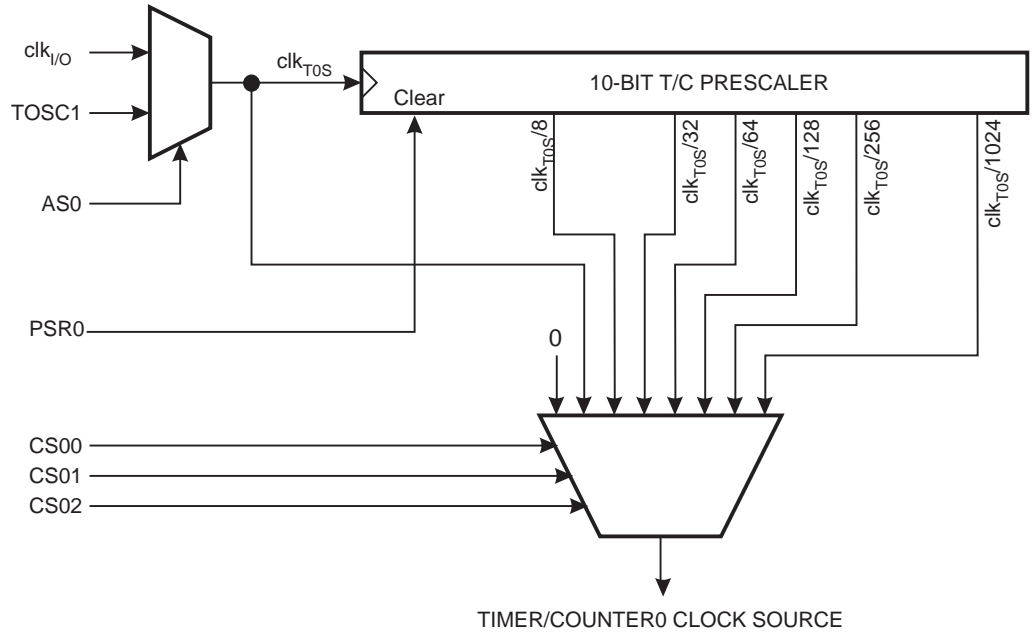 clkI/O
TOSC1
AS0
PSR0
clkT0S
10-BIT T/C PRESCALER
Clear
clkT0S/8
clkT0S/32
clkT0S/64
clkT0S/128
clkT0S/256
clkT0S/1024
0
CS00
CS01
CS02
TIMER/COUNTER0 CLOCK SOURCE